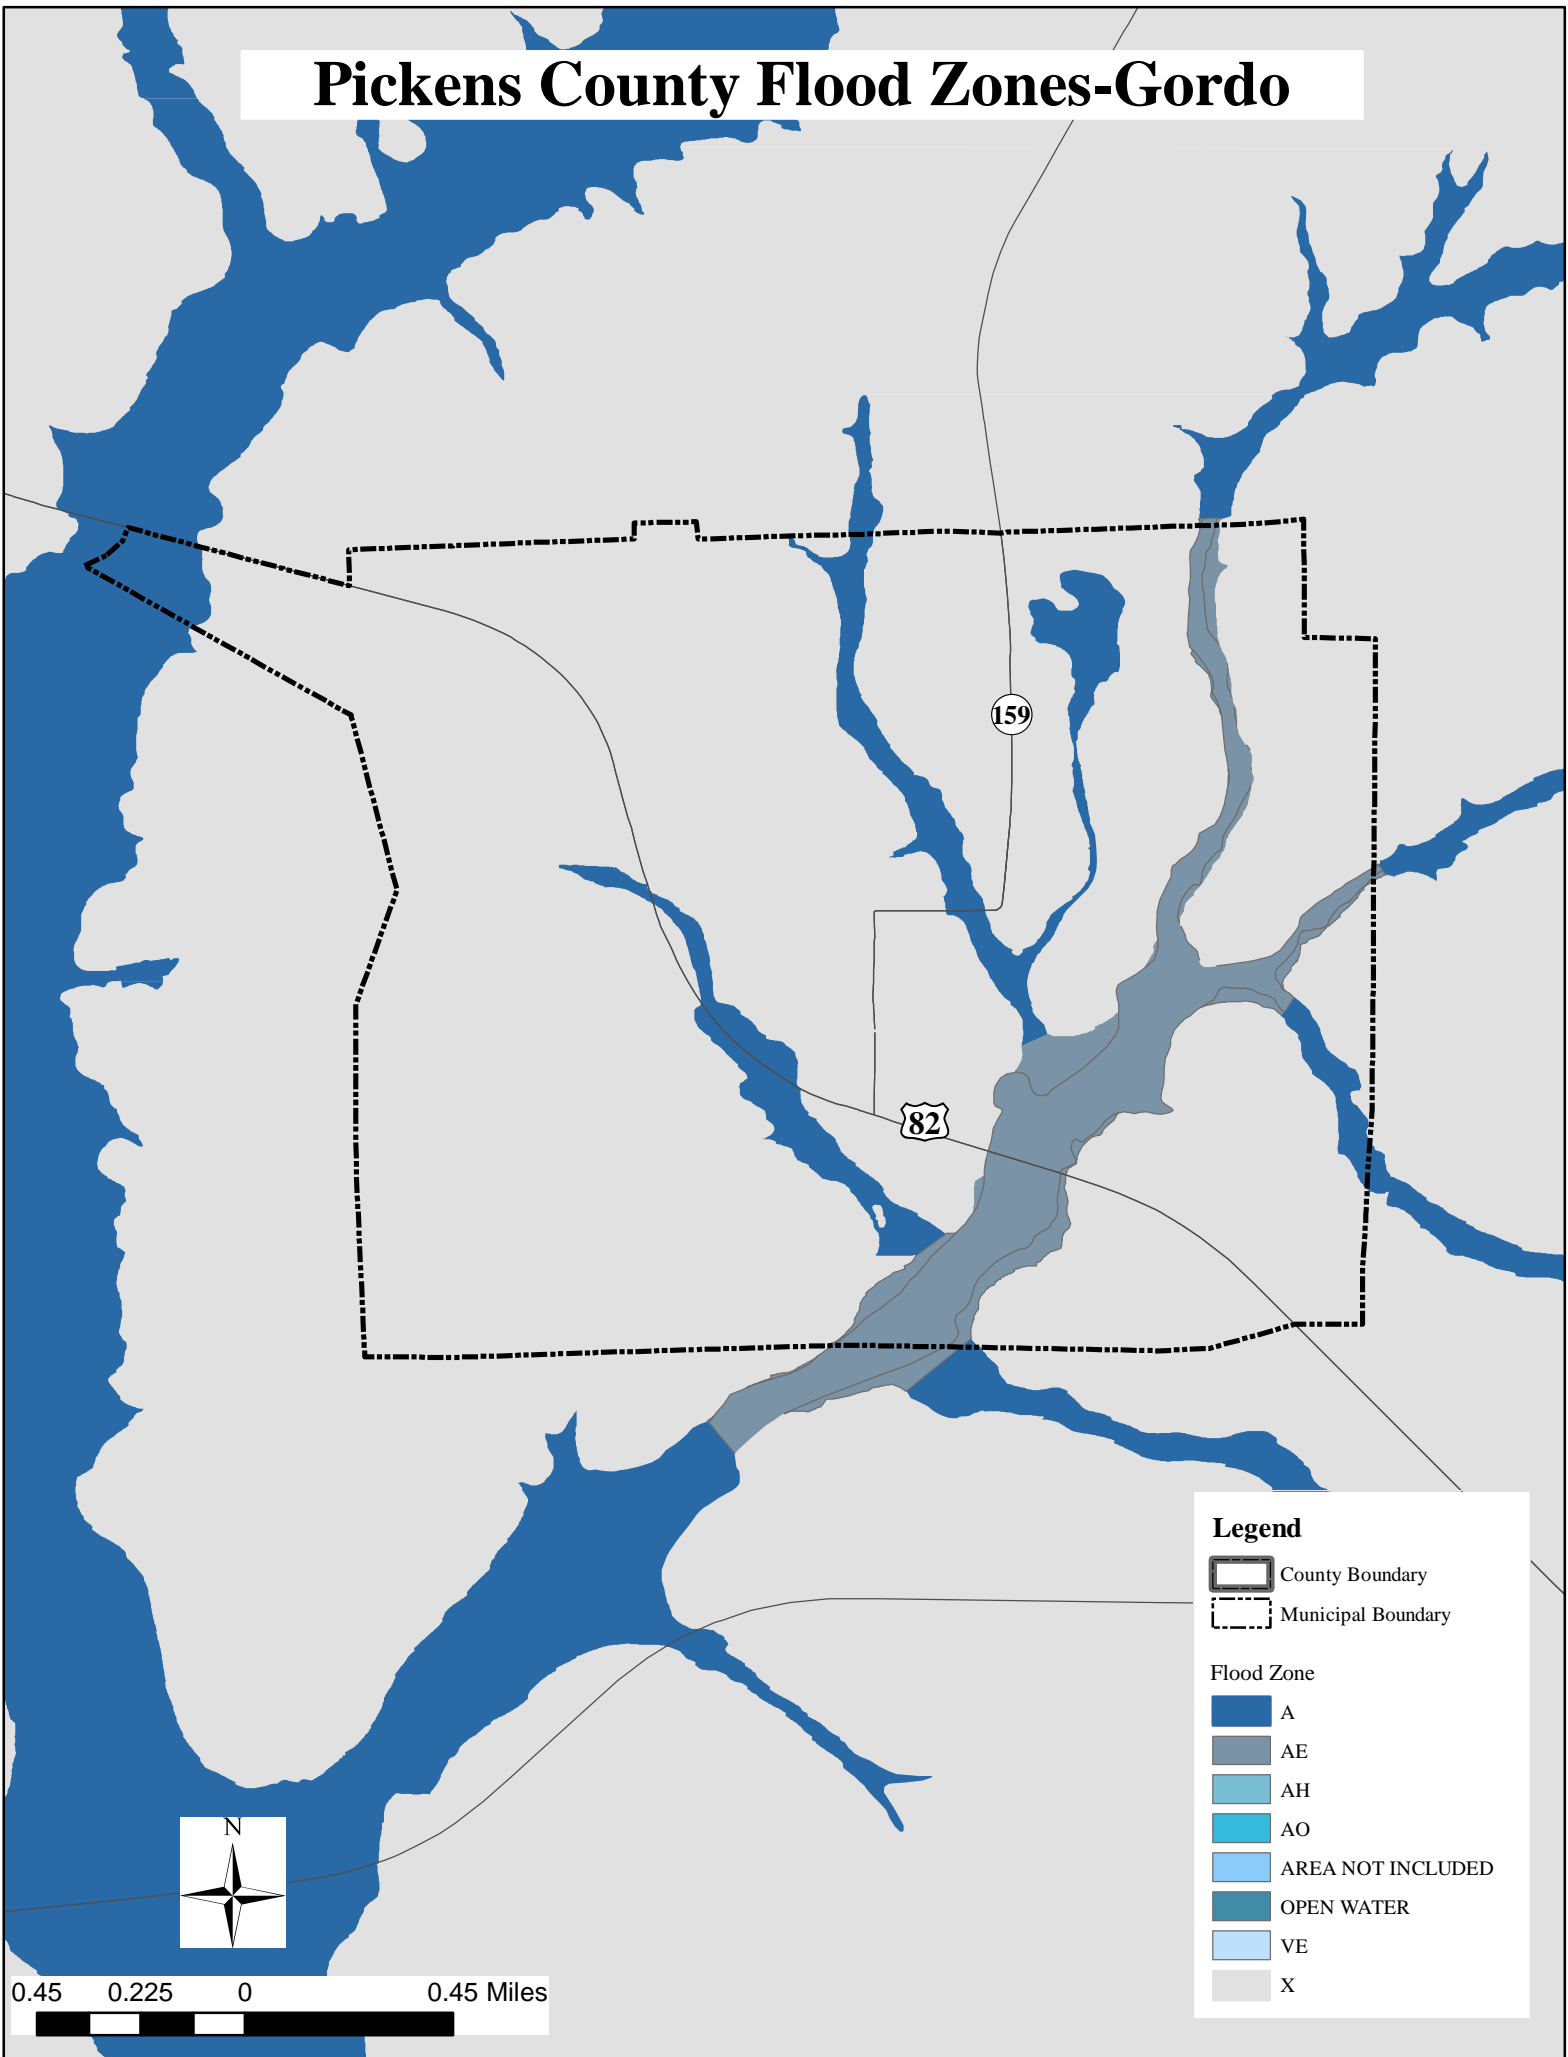 Pickens County Flood Zones-Gordo
159
82
Legend
County Boundary
Municipal Boundary
Flood Zone
A
AE
AH
AO
AREA NOT INCLUDED
OPEN WATER
VE
X
N
0.45 0.225 0 0.45 Miles